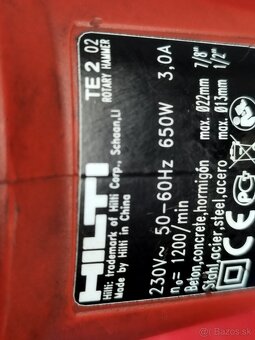 HILTI
TE 2 02
ROTARY HAMMER
Hilti: trademark of Hilti Corp., Schaan,LI
Made by Hilti in China
230V~ 50-60Hz 650W 3,0A
n₀= 1200/min
Beton,concrete,hormigón max. Ø22mm 7/8"
Stahl,acier,steel,acero max. Ø13mm 1/2"
CE
Bazos.sk